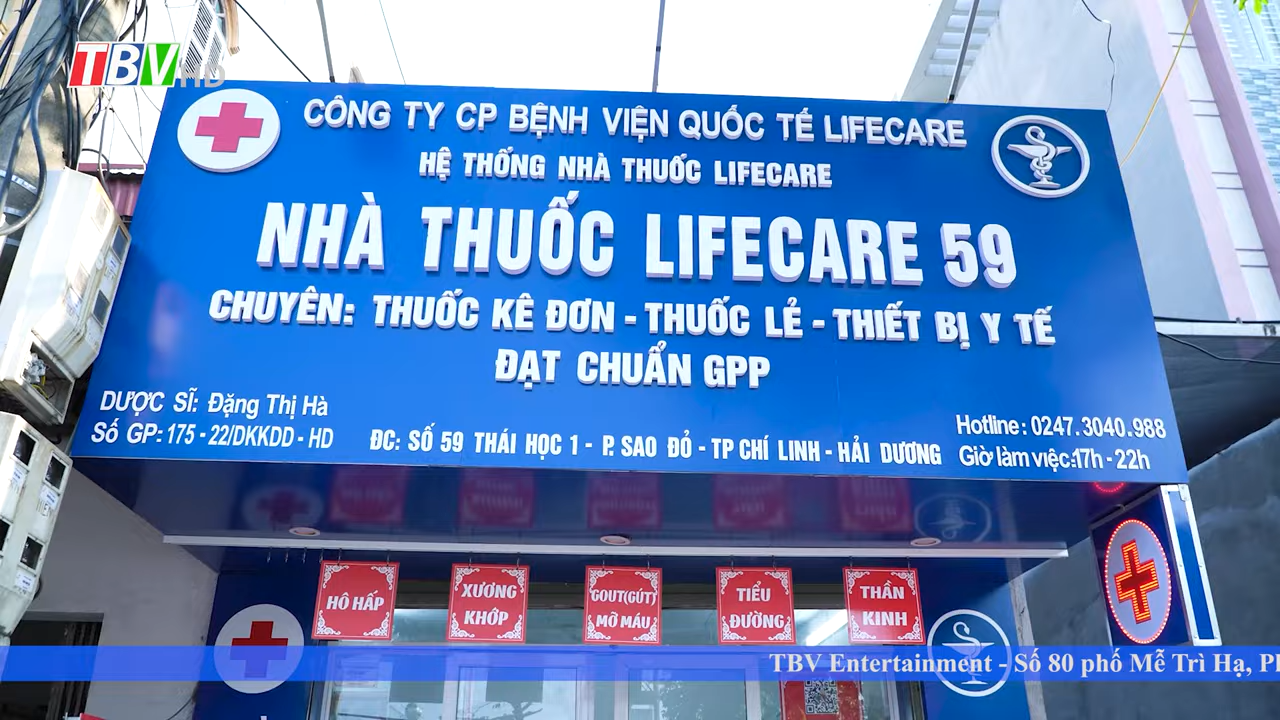 TBV HD
CÔNG TY CP BỆNH VIỆN QUỐC TẾ LIFECARE
HỆ THỐNG NHÀ THUỐC LIFECARE
NHÀ THUỐC LIFECARE 59
CHUYÊN: THUỐC KÊ ĐƠN - THUỐC LẺ - THIẾT BỊ Y TẾ
ĐẠT CHUẨN GPP
DƯỢC SĨ: Đặng Thị Hà
Số GP: 175 - 22/DKKDD - HD
ĐC: SỐ 59 THÁI HỌC 1 - P. SAO ĐỎ - TP CHÍ LINH - HẢI DƯƠNG
Hotline: 0247.3040.988
Giờ làm việc:17h - 22h
HÔ HẤP
XƯƠNG
KHỚP
GOUT(GÚT)
MỠ MÁU
TIỂU
ĐƯỜNG
THẦN
KINH
TBV Entertainment - Số 80 phố Mễ Trì Hạ,